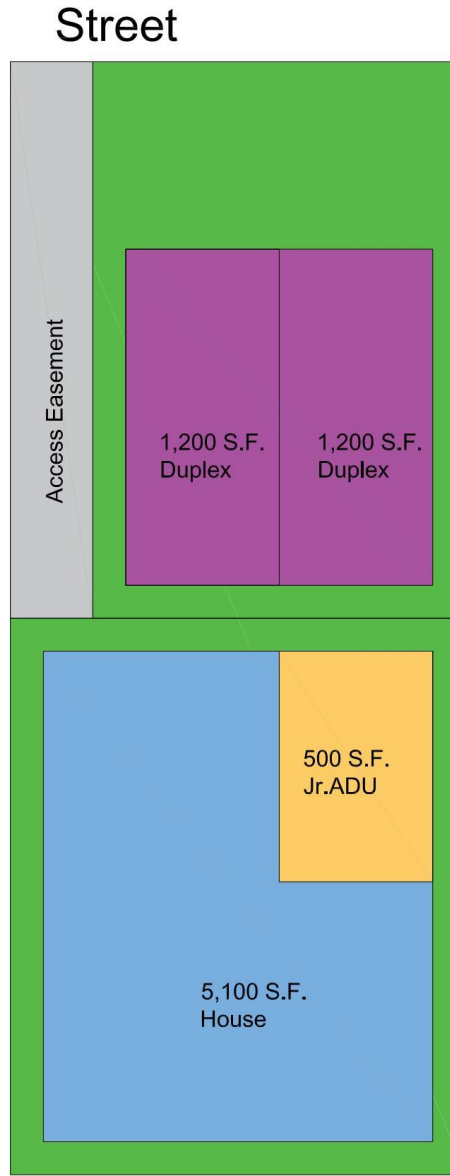 Street
Access Easement
1,200 S.F.
Duplex
1,200 S.F.
Duplex
500 S.F.
Jr.ADU
5,100 S.F.
House